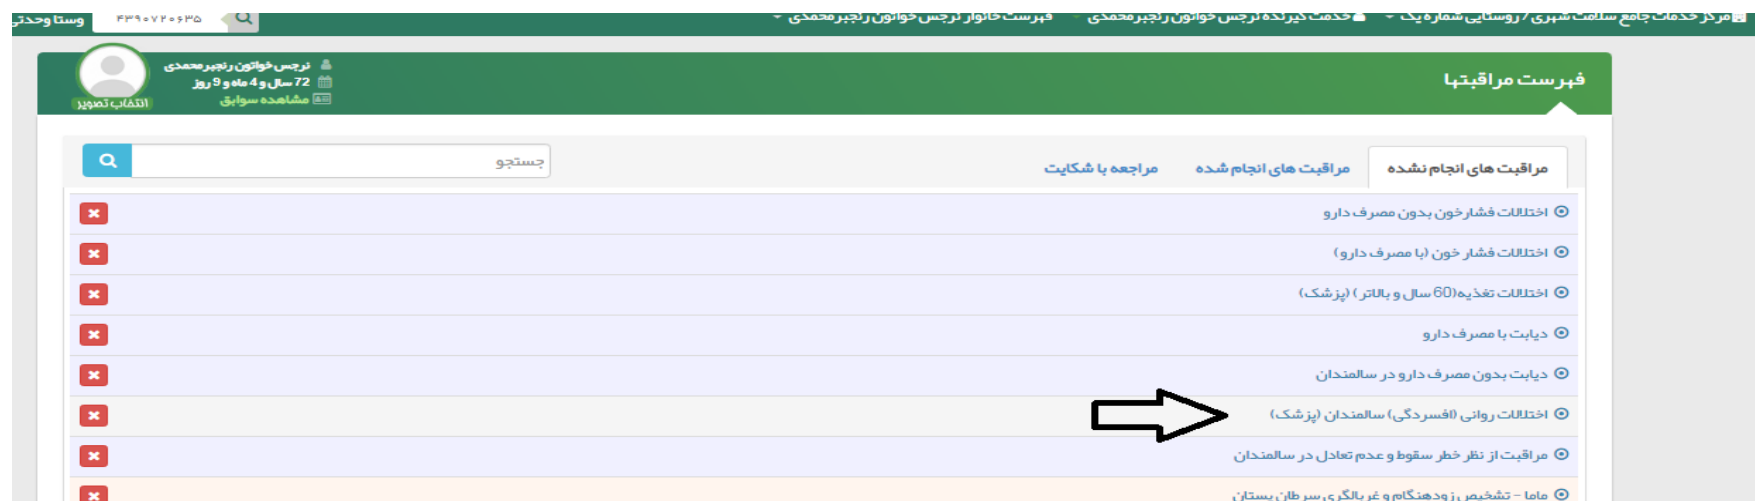 مرکز خدمات جامع سلامت شهری / روستایی شماره یک خدمت گیرنده نرجس خواتون رنجبرمحمدی فهرست خانوار نرجس خواتون رنجبرمحمدی ۴۳۹۰۷۲۰۶۳۵ وستا وحدتی
نرجس خواتون رنجبرمحمدی
72 سال و 4 ماه و 9 روز
مشاهده سوابق
انتخاب تصویر
فهرست مراقبتها
مراقبت های انجام نشده مراقبت های انجام شده مراجعه با شکایت جستجو
اختلالات فشارخون بدون مصرف دارو
اختلالات فشار خون (با مصرف دارو)
اختلالات تغذیه(60 سال و بالاتر) (پزشک)
دیابت با مصرف دارو
دیابت بدون مصرف دارو در سالمندان
اختلالات روانی (افسردگی) سالمندان (پزشک)
مراقبت از نظر خطر سقوط و عدم تعادل در سالمندان
ماما - تشخیص زودهنگام و غربالگری سرطان پستان